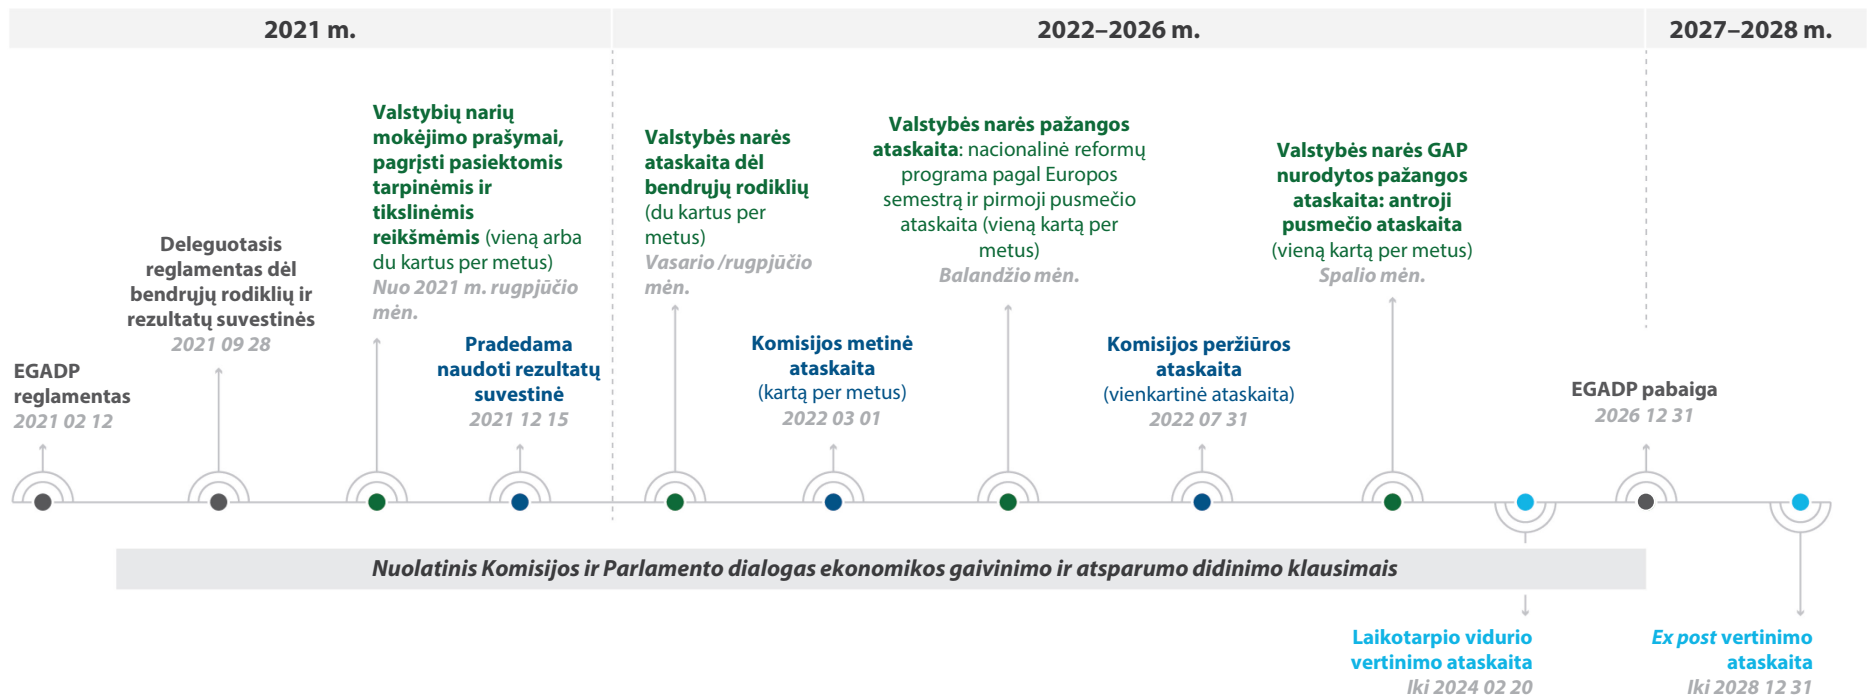 2021 m.
2022–2026 m.
2027–2028 m.
EGADP
reglamentas
2021 02 12
Deleguotasis
reglamentas dėl
bendrųjų rodiklių ir
rezultatų suvestinės
2021 09 28
Valstybių narių
mokėjimo prašymai,
pagrįsti pasiektomis
tarpinėmis ir
tikslinėmis
reikšmėmis (vieną arba
du kartus per metus)
Nuo 2021 m. rugpjūčio
mėn.
Pradedama
naudoti rezultatų
suvestinė
2021 12 15
Valstybės narės
ataskaita dėl
bendrųjų rodiklių
(du kartus per
metus)
Vasario /rugpjūčio
mėn.
Komisijos metinė
ataskaita
(kartą per metus)
2022 03 01
Valstybės narės pažangos
ataskaita: nacionalinė reformų
programa pagal Europos
semestrą ir pirmoji pusmečio
ataskaita (vieną kartą per
metus)
Balandžio mėn.
Komisijos peržiūros
ataskaita
(vienkartinė ataskaita)
2022 07 31
Valstybės narės GAP
nurodytos pažangos
ataskaita: antroji
pusmečio ataskaita
(vieną kartą per metus)
Spalio mėn.
EGADP pabaiga
2026 12 31
Nuolatinis Komisijos ir Parlamento dialogas ekonomikos gaivinimo ir atsparumo didinimo klausimais
Laikotarpio vidurio
vertinimo ataskaita
Iki 2024 02 20
Ex post vertinimo
ataskaita
Iki 2028 12 31